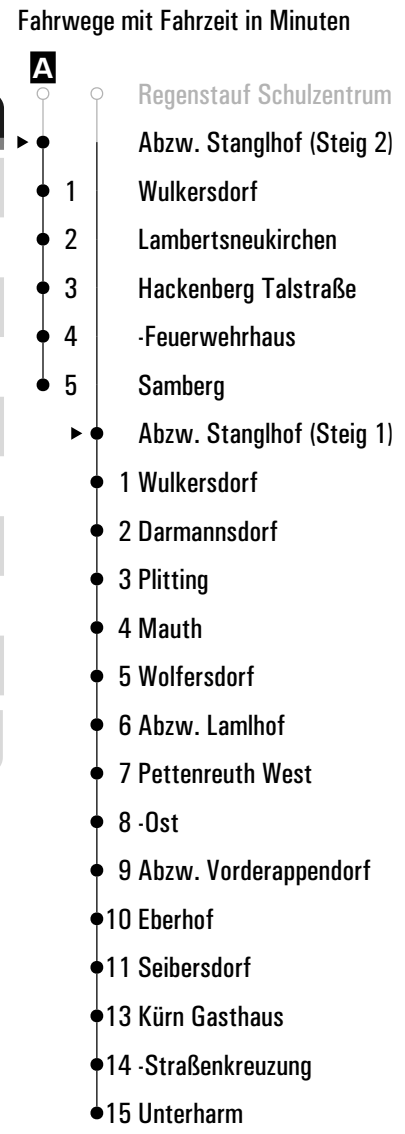 Fahrwege mit Fahrzeit in Minuten
A
Regenstauf Schulzentrum
Abzw. Stanglhof (Steig 2)
1 Wulkersdorf
2 Lambertsneukirchen
3 Hackenberg Talstraße
4 -Feuerwehrhaus
5 Samberg
Abzw. Stanglhof (Steig 1)
1 Wulkersdorf
2 Darmannsdorf
3 Plitting
4 Mauth
5 Wolfersdorf
6 Abzw. Lamlhof
7 Pettenreuth West
8 -Ost
9 Abzw. Vorderappendorf
10 Eberhof
11 Seibersdorf
13 Kürn Gasthaus
14 -Straßenkreuzung
15 Unterharm